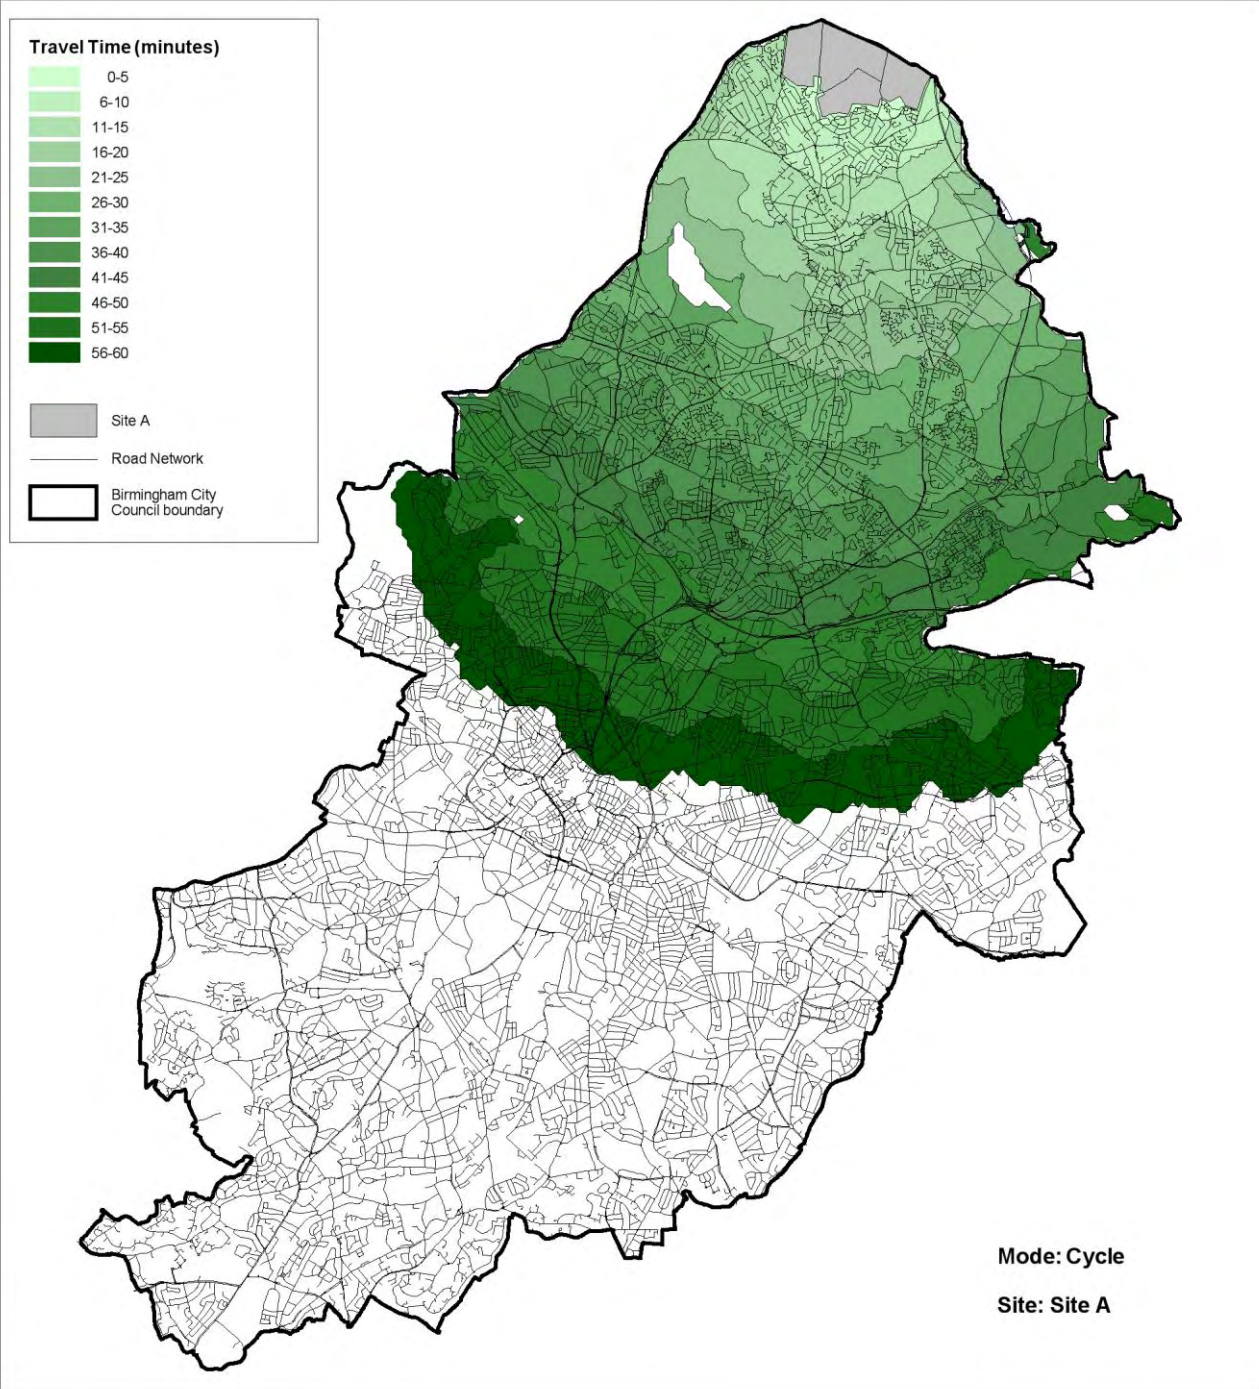 Travel Time (minutes)
0-5
6-10
11-15
16-20
21-25
26-30
31-35
36-40
41-45
46-50
51-55
56-60
Site A
Road Network
Birmingham City
Council boundary
Mode: Cycle
Site: Site A